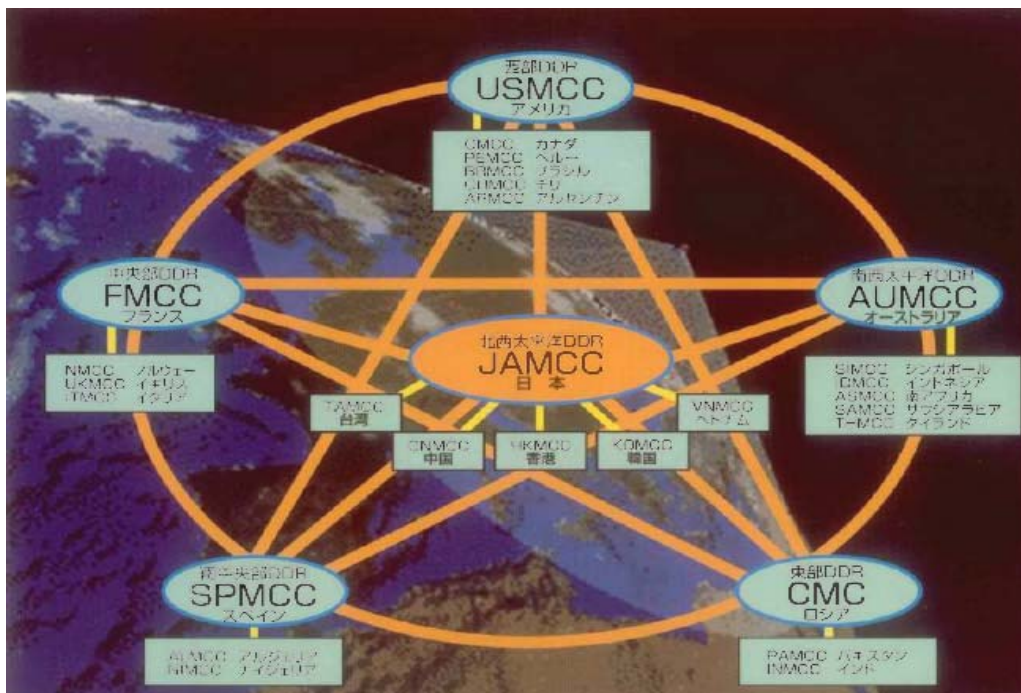 西部DDR
USMCC
アメリカ
CMCC カナダ
PEMCC ペルー
BRMCC ブラジル
CHMCC チリ
ARMCC アルゼンチン
中央部DDR
FMCC
フランス
南西太平洋DDR
AUMCC
オーストラリア
北西太平洋DDR
JAMCC
日本
NMCC ノルウェー
UKMCC イギリス
ITMCC イタリア
SIMCC シンガポール
IDMCC インドネシア
ASMCC 南アフリカ
SAMCC サウジアラビア
THMCC タイランド
TAMCC
台湾
VNMCC
ベトナム
CNMCC
中国
HKMCC
香港
KOMCC
韓国
南中央部DDR
SPMCC
スペイン
東部DDR
CMC
ロシア
ALMCC アルジェリア
NIMCC ナイジェリア
PAMCC パキスタン
INMCC インド